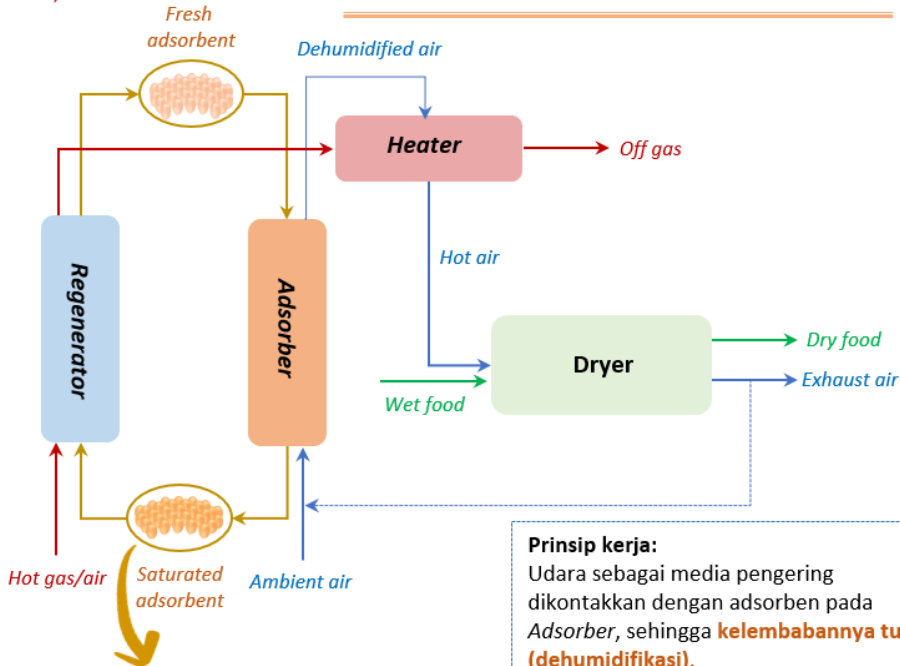 Fresh
adsorbent
Dehumidified air
Heater
Off gas
Hot air
Regenerator
Adsorber
Dryer
Dry food
Exhaust air
Wet food
Hot gas/air
Saturated
adsorbent
Ambient air
Prinsip kerja:
Udara sebagai media pengering
dikontakkan dengan adsorben pada
Adsorber, sehingga kelembabannya tu
(dehumidifikasi).